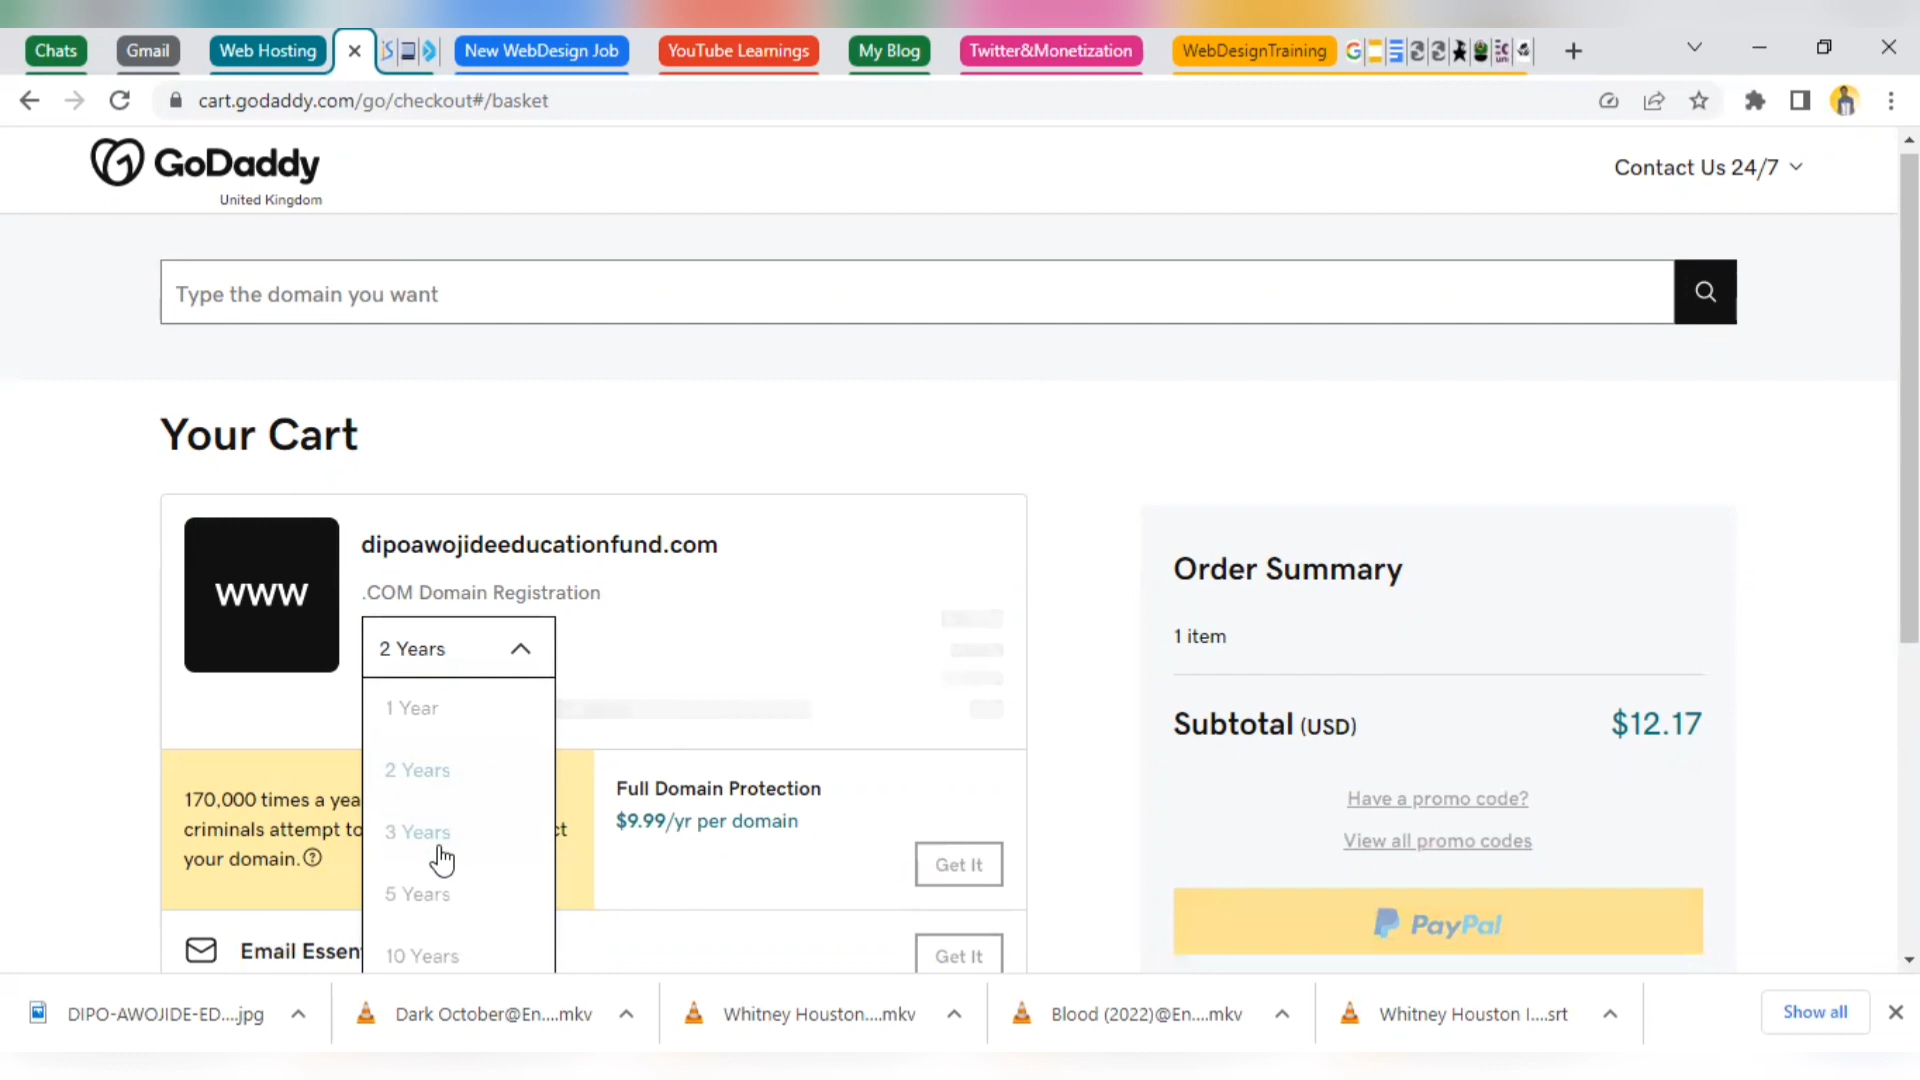 Chats
Gmail
Web Hosting
New WebDesign Job
YouTube Learnings
My Blog
Twitter&Monetization
WebDesignTraining
cart.godaddy.com/go/checkout#/basket
GoDaddy
United Kingdom
Contact Us 24/7
Type the domain you want
Your Cart
www
dipoawojideeducationfund.com
.COM Domain Registration
2 Years
1 Year
2 Years
3 Years
5 Years
10 Years
170,000 times a yea
criminals attempt to ct
your domain.
Full Domain Protection
$9.99/yr per domain
Get It
Email Essen
Get It
Order Summary
1 item
Subtotal (USD) $12.17
Have a promo code?
View all promo codes
PayPal
DIPO-AWOJIDE-ED....jpg
Dark October@En....mkv
Whitney Houston....mkv
Blood (2022)@En....mkv
Whitney Houston I....srt
Show all